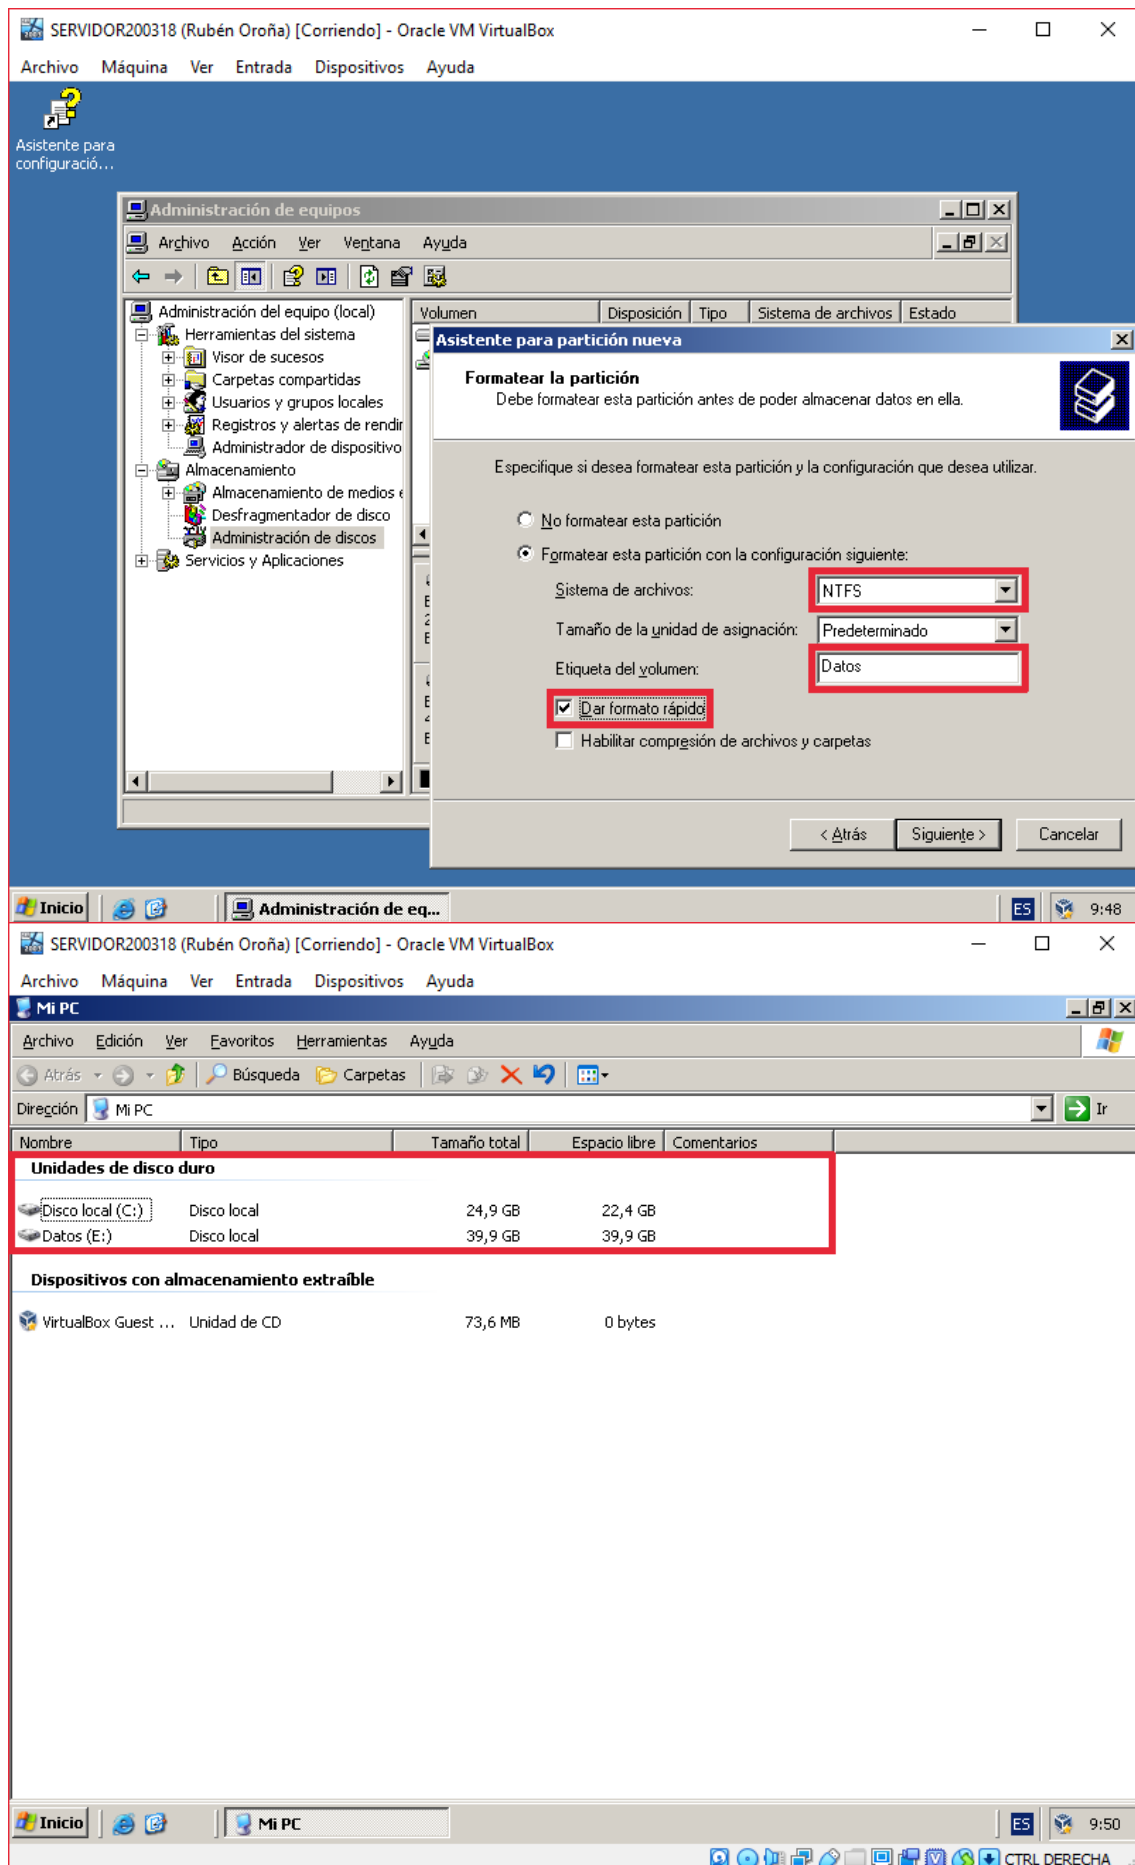 SERVIDOR200318 (Rubén Oroña) [Corriendo] - Oracle VM VirtualBox
Archivo Máquina Ver Entrada Dispositivos Ayuda
Asistente para
configuració...
Administración de equipos
Archivo Acción Ver Ventana Ayuda
Administración del equipo (local)
Herramientas del sistema
Visor de sucesos
Carpetas compartidas
Usuarios y grupos locales
Registros y alertas de rendir
Administrador de dispositivo
Almacenamiento
Almacenamiento de medios e
Desfragmentador de disco
Administración de discos
Servicios y Aplicaciones
Volumen Disposición Tipo Sistema de archivos Estado
Asistente para partición nueva
Formatear la partición
Debe formatear esta partición antes de poder almacenar datos en ella.
Especifique si desea formatear esta partición y la configuración que desea utilizar.
No formatear esta partición
Formatear esta partición con la configuración siguiente:
Sistema de archivos: NTFS
Tamaño de la unidad de asignación: Predeterminado
Etiqueta del volumen: Datos
Dar formato rápido
Habilitar compresión de archivos y carpetas
< Atrás Siguiente > Cancelar
Inicio Administración de eq... ES 9:48
SERVIDOR200318 (Rubén Oroña) [Corriendo] - Oracle VM VirtualBox
Archivo Máquina Ver Entrada Dispositivos Ayuda
Mi PC
Archivo Edición Ver Favoritos Herramientas Ayuda
Atrás Búsqueda Carpetas
Dirección Mi PC Ir
Nombre Tipo Tamaño total Espacio libre Comentarios
Unidades de disco duro
Disco local (C:) Disco local 24,9 GB 22,4 GB
Datos (E:) Disco local 39,9 GB 39,9 GB
Dispositivos con almacenamiento extraíble
VirtualBox Guest ... Unidad de CD 73,6 MB 0 bytes
Inicio Mi PC ES 9:50
CTRL DERECHA